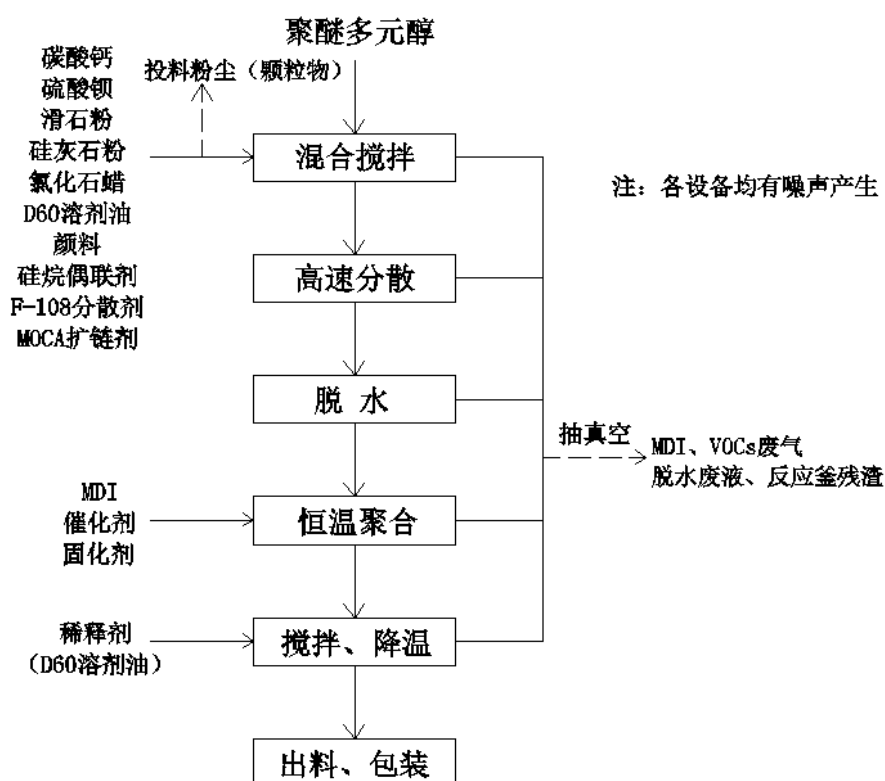 聚醚多元醇
碳酸钙
硫酸钡
滑石粉
硅灰石粉
氯化石蜡
D60溶剂油
颜料
硅烷偶联剂
F-108分散剂
MOCA扩链剂
投料粉尘（颗粒物）
混合搅拌
注：各设备均有噪声产生
高速分散
脱 水
抽真空
MDI、VOCs废气
脱水废液、反应釜残渣
MDI
催化剂
固化剂
恒温聚合
稀释剂
（D60溶剂油）
搅拌、降温
出料、包装